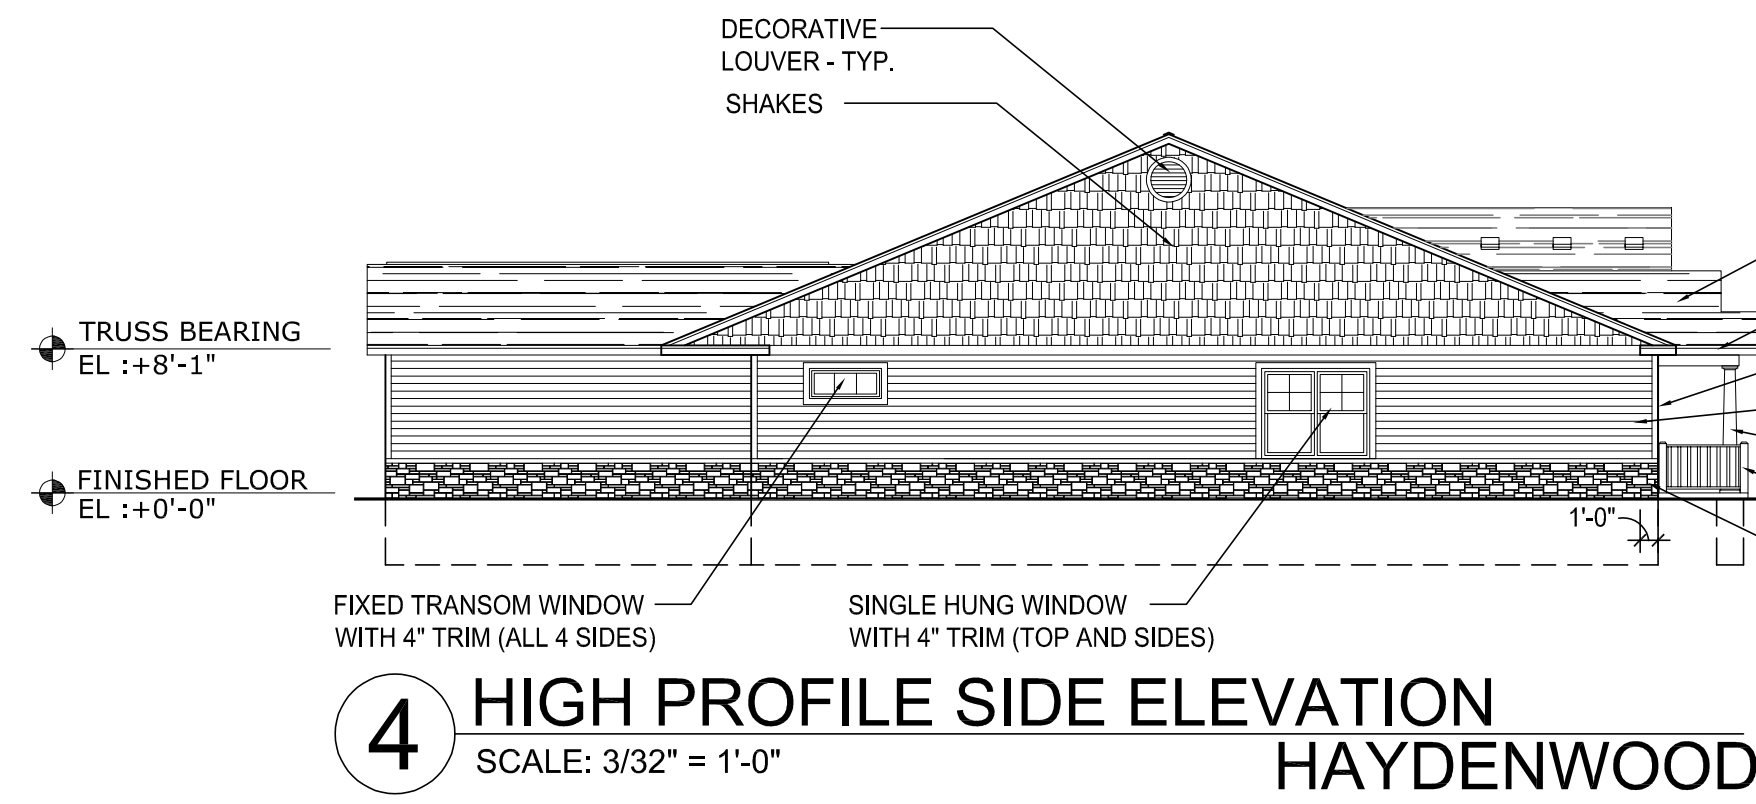 DECORATIVE
LOUVER - TYP.
SHAKES
TRUSS BEARING
EL :+8'-1"
FINISHED FLOOR
EL :+0'-0"
1'-0"
FIXED TRANSOM WINDOW
WITH 4" TRIM (ALL 4 SIDES)
SINGLE HUNG WINDOW
WITH 4" TRIM (TOP AND SIDES)
4
HIGH PROFILE SIDE ELEVATION
SCALE: 3/32" = 1'-0"
HAYDENWOOD